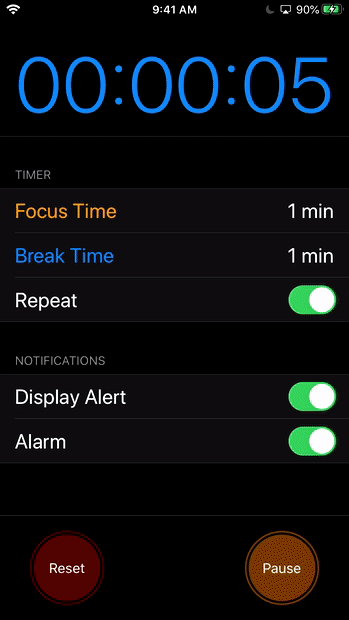 9:41 AM 90%
00:00:05
TIMER
Focus Time 1 min
Break Time 1 min
Repeat
NOTIFICATIONS
Display Alert
Alarm
Reset Pause